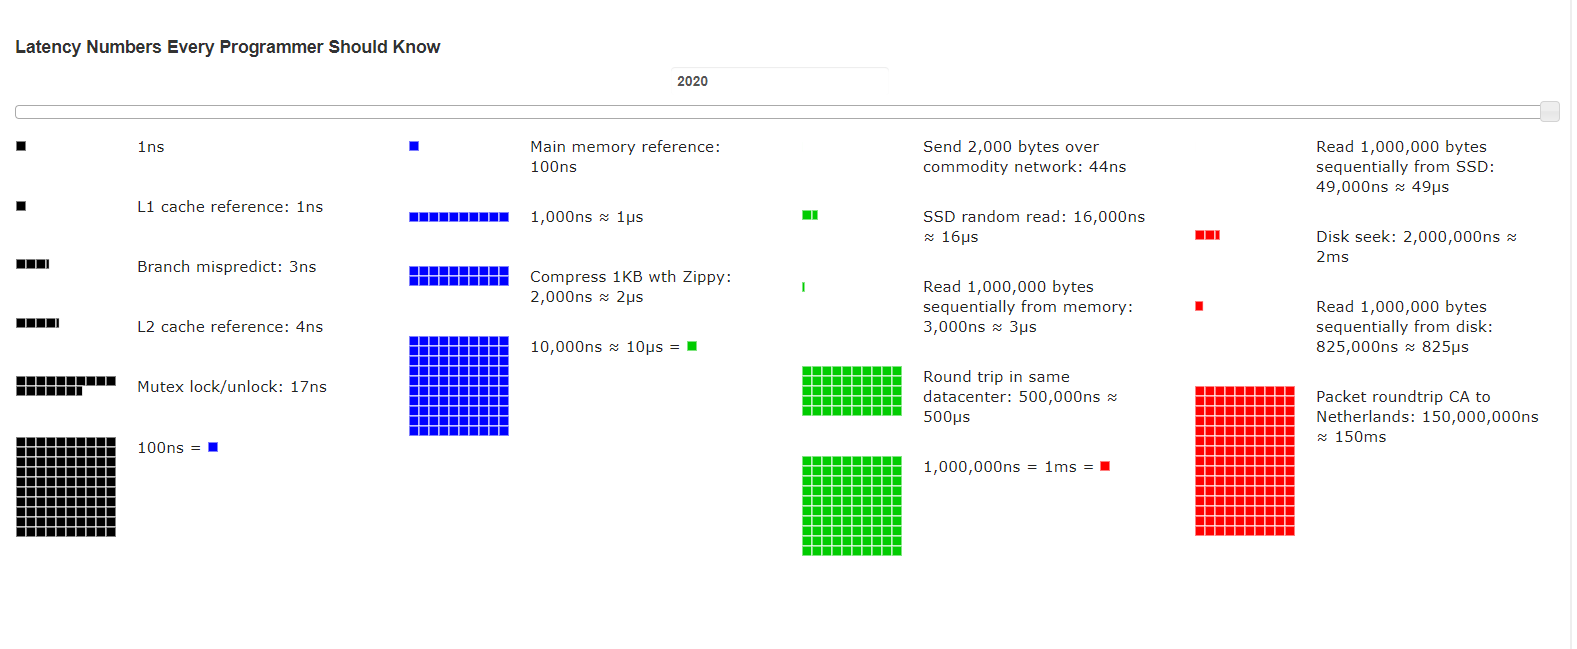 Latency Numbers Every Programmer Should Know
2020
1ns
L1 cache reference: 1ns
Branch mispredict: 3ns
L2 cache reference: 4ns
Mutex lock/unlock: 17ns
100ns =
Main memory reference:
100ns
1,000ns ≈ 1µs
Compress 1KB wth Zippy:
2,000ns ≈ 2µs
10,000ns ≈ 10µs =
Send 2,000 bytes over
commodity network: 44ns
SSD random read: 16,000ns
≈ 16µs
Read 1,000,000 bytes
sequentially from memory:
3,000ns ≈ 3µs
Round trip in same
datacenter: 500,000ns ≈
500µs
1,000,000ns = 1ms =
Read 1,000,000 bytes
sequentially from SSD:
49,000ns ≈ 49µs
Disk seek: 2,000,000ns ≈
2ms
Read 1,000,000 bytes
sequentially from disk:
825,000ns ≈ 825µs
Packet roundtrip CA to
Netherlands: 150,000,000ns
≈ 150ms